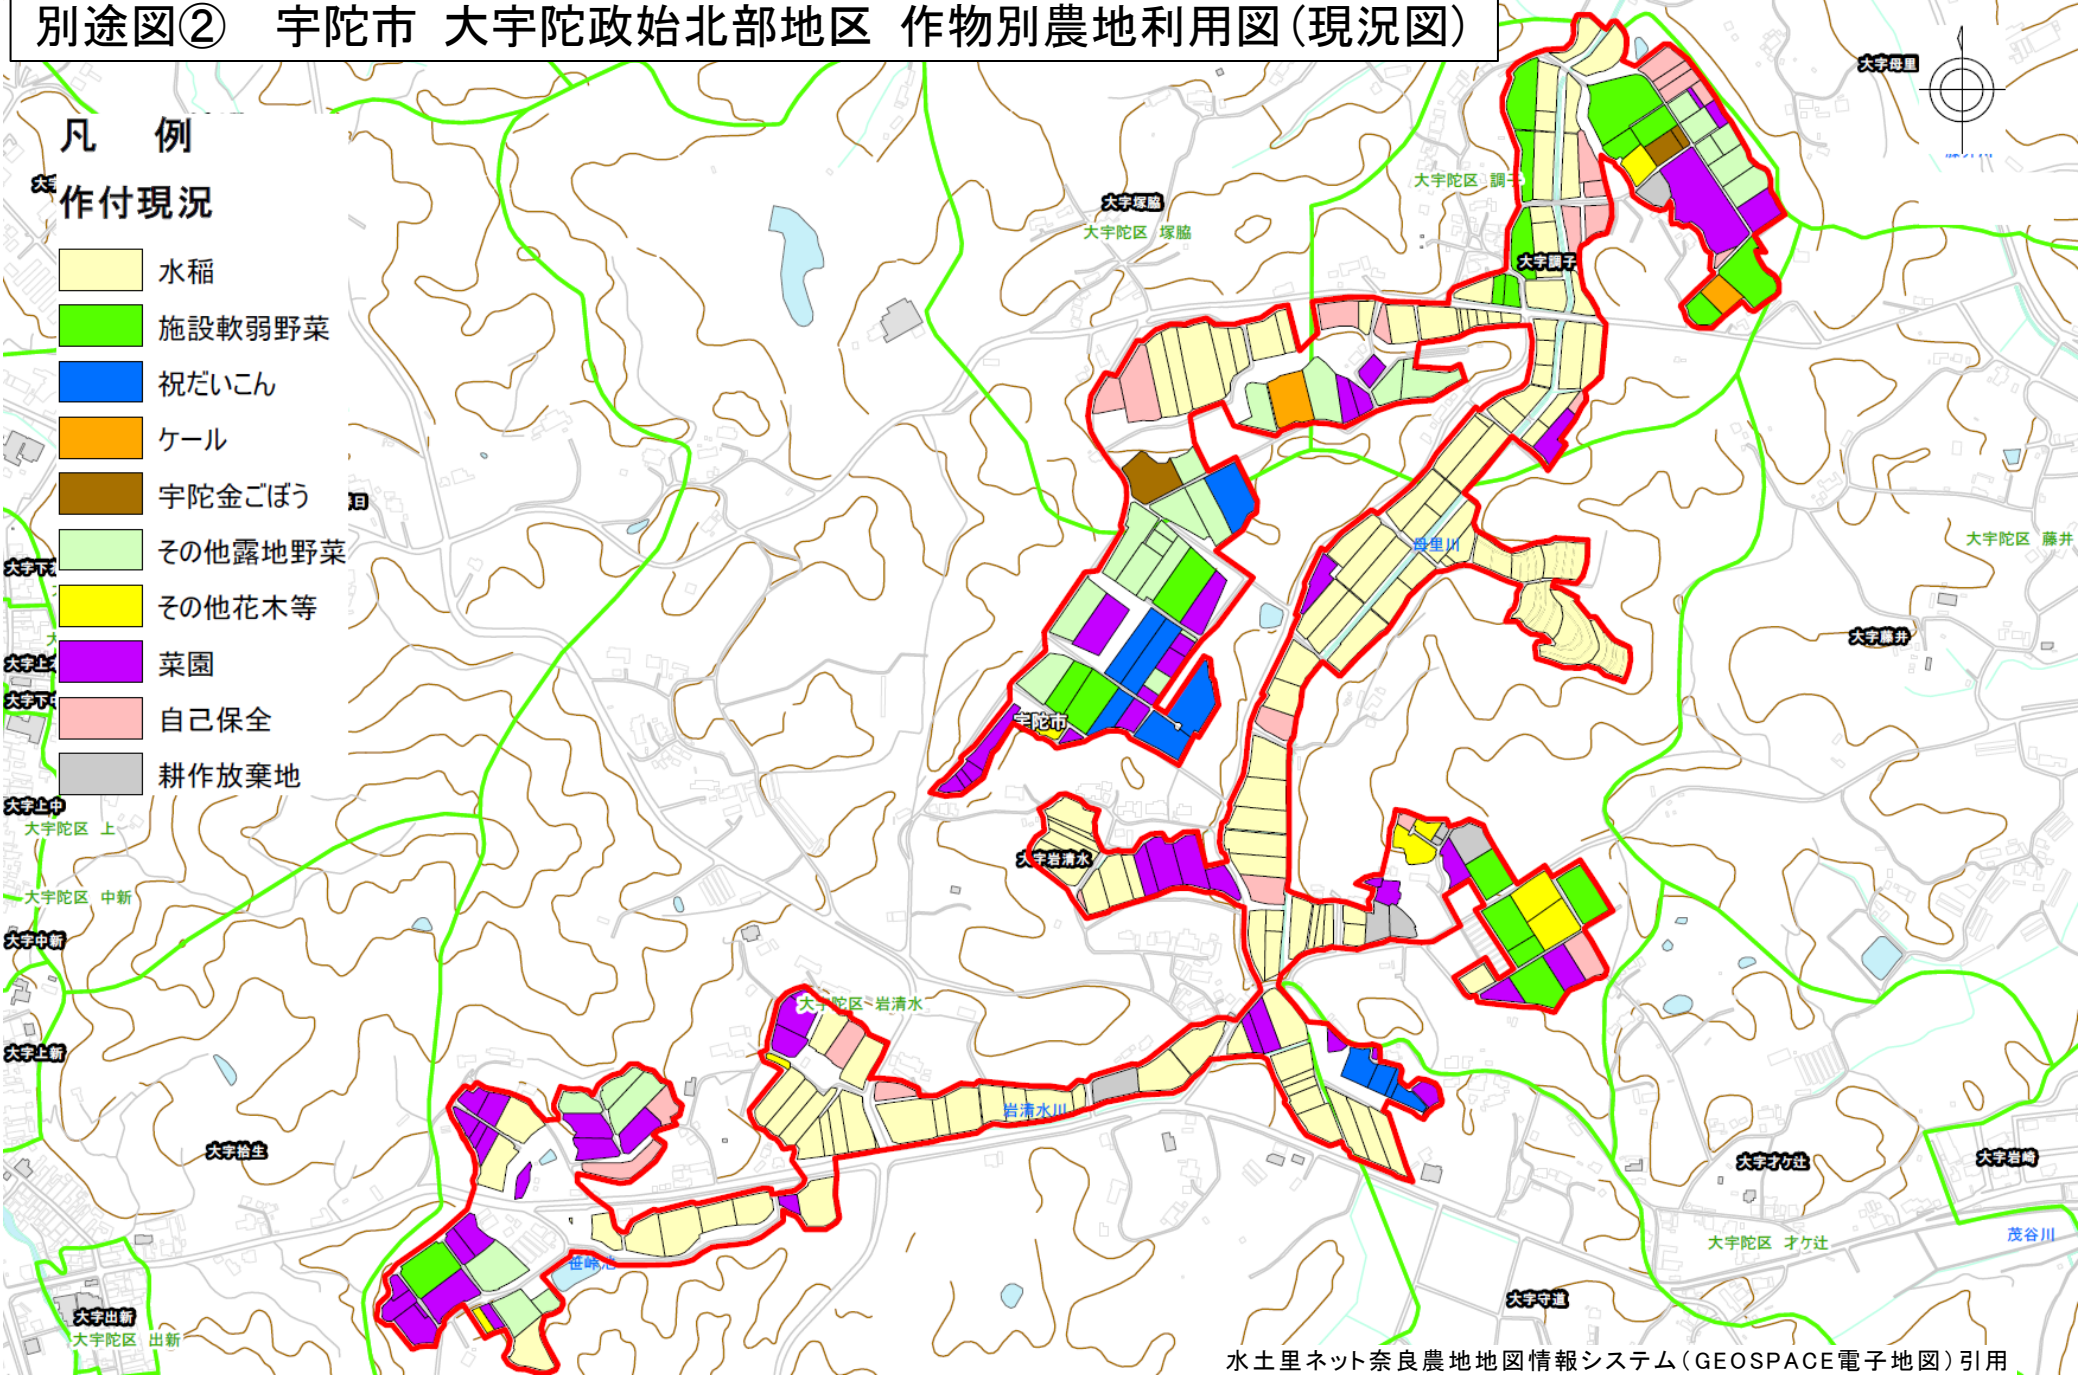 別途図② 宇陀市 大宇陀政始北部地区 作物別農地利用図(現況図)
凡 例
作付現況
水稲
施設軟弱野菜
祝だいこん
ケール
宇陀金ごぼう
その他露地野菜
その他花木等
菜園
自己保全
耕作放棄地
大字母里
大宇陀区 調子
大字塚脇
大宇陀区 塚脇
大字調子
母里川
大宇陀区 藤井
大字藤井
宇陀市
大字上中
大宇陀区 上
大字岩清水
大宇陀区 中新
大字中新
大宇陀区 岩清水
大字上新
岩清水川
大字拾生
大字才ケ辻
大字岩崎
大宇陀区 才ケ辻
茂谷川
笹峠池
大字守道
大字出新
大宇陀区 出新
水土里ネット奈良農地地図情報システム(GEOSPACE電子地図)引用